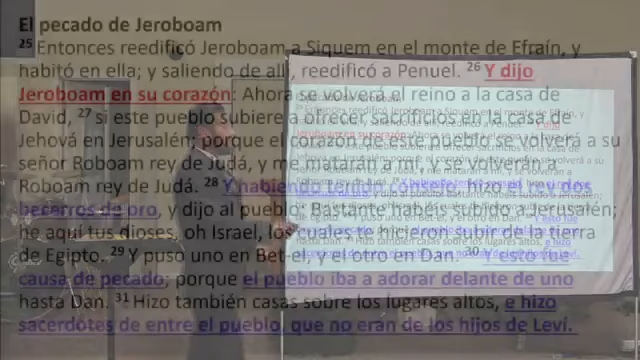 El pecado de Jeroboam
25 Entonces reedificó Jeroboam a Siquem en el monte de Efraín, y
habitó en ella; y saliendo de allí, reedificó a Penuel. 26 Y dijo
Jeroboam en su corazón: Ahora se volverá el reino a la casa de
David, 27 si este pueblo subiere a ofrecer sacrificios en la casa de
Jehová en Jerusalén; porque el corazón de este pueblo se volverá a su
señor Roboam rey de Judá, y me matarán a mí, y se volverán a
Roboam rey de Judá. 28 Y habiendo tenido consejo, hizo el rey dos
becerros de oro, y dijo al pueblo: Bastante habéis subido a Jerusalén;
he aquí tus dioses, oh Israel, los cuales te hicieron subir de la tierra
de Egipto. 29 Y puso uno en Bet-el, y el otro en Dan. 30 Y esto fue
causa de pecado; porque el pueblo iba a adorar delante de uno
hasta Dan. 31 Hizo también casas sobre los lugares altos, e hizo
sacerdotes de entre el pueblo, que no eran de los hijos de Leví.